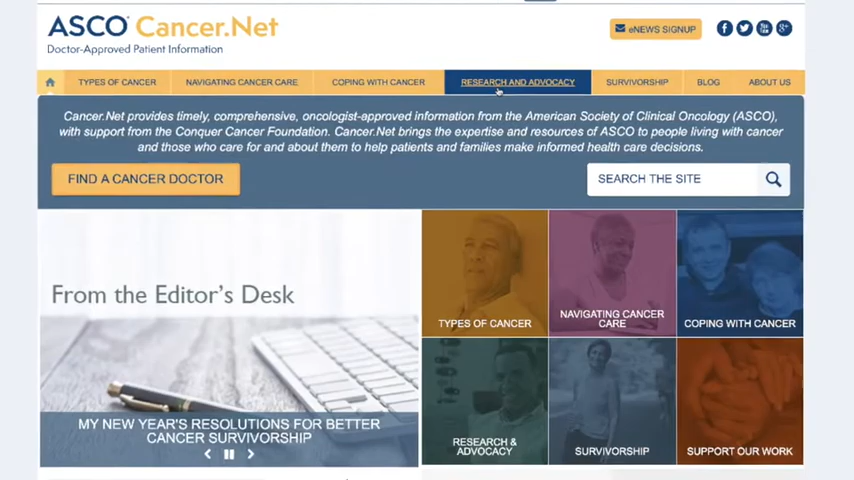 ASCO Cancer.Net
Doctor-Approved Patient Information
eNEWS SIGNUP
TYPES OF CANCER
NAVIGATING CANCER CARE
COPING WITH CANCER
RESEARCH AND ADVOCACY
SURVIVORSHIP
BLOG
ABOUT US
Cancer.Net provides timely, comprehensive, oncologist-approved information from the American Society of Clinical Oncology (ASCO),
with support from the Conquer Cancer Foundation. Cancer.Net brings the expertise and resources of ASCO to people living with cancer
and those who care for and about them to help patients and families make informed health care decisions.
FIND A CANCER DOCTOR
SEARCH THE SITE
From the Editor's Desk
MY NEW YEAR'S RESOLUTIONS FOR BETTER
CANCER SURVIVORSHIP
TYPES OF CANCER
NAVIGATING CANCER
CARE
COPING WITH CANCER
RESEARCH &
ADVOCACY
SURVIVORSHIP
SUPPORT OUR WORK